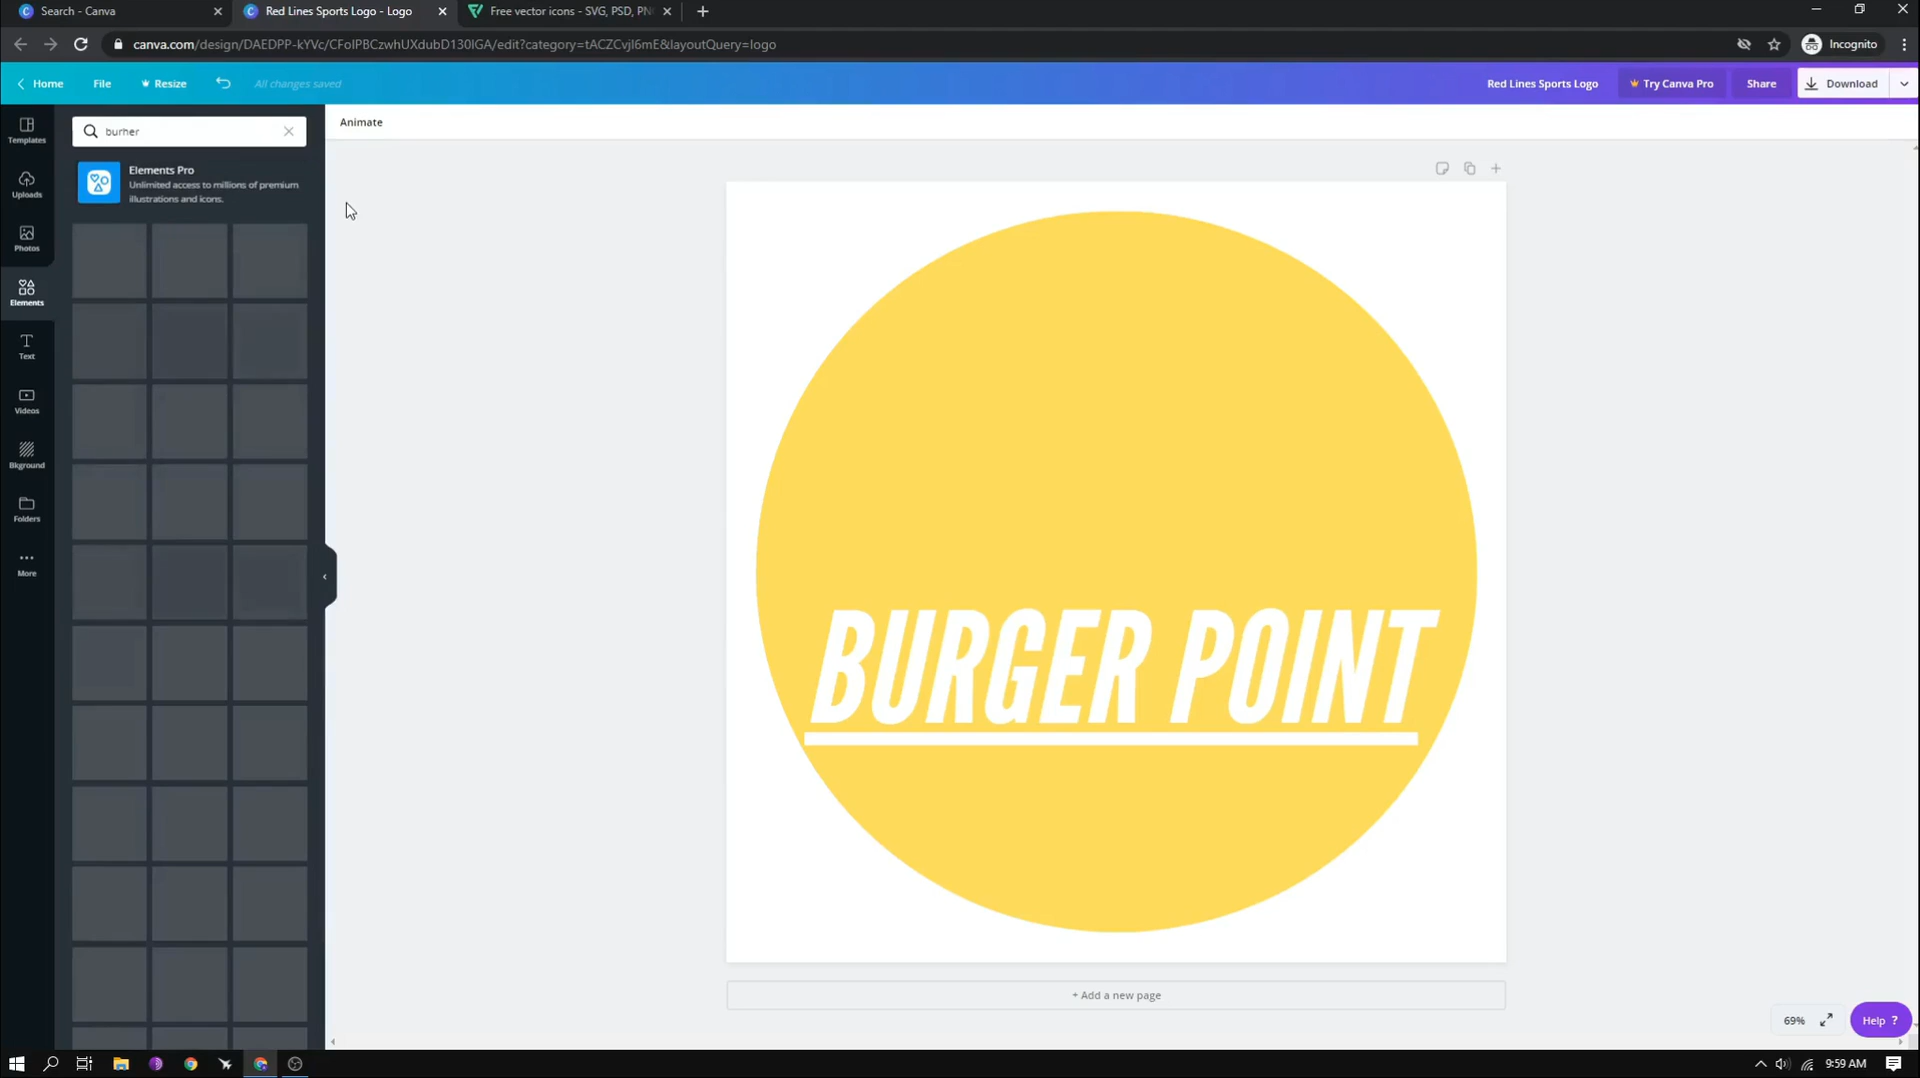 Search - Canva
Red Lines Sports Logo - Logo
Free vector icons - SVG, PSD, PN
canva.com/design/DAEDPP-kYVc/CFoIPBCzwhUXdubD130IGA/edit?category=tACZCvjI6mE&layoutQuery=logo
Incognito
Home
File
Resize
All changes saved
Red Lines Sports Logo
Try Canva Pro
Share
Download
Templates
burher
Animate
Elements Pro
Unlimited access to millions of premium
illustrations and icons.
Uploads
Photos
Elements
Text
Videos
Bkground
Folders
More
BURGER POINT
+ Add a new page
69%
Help ?
9:59 AM